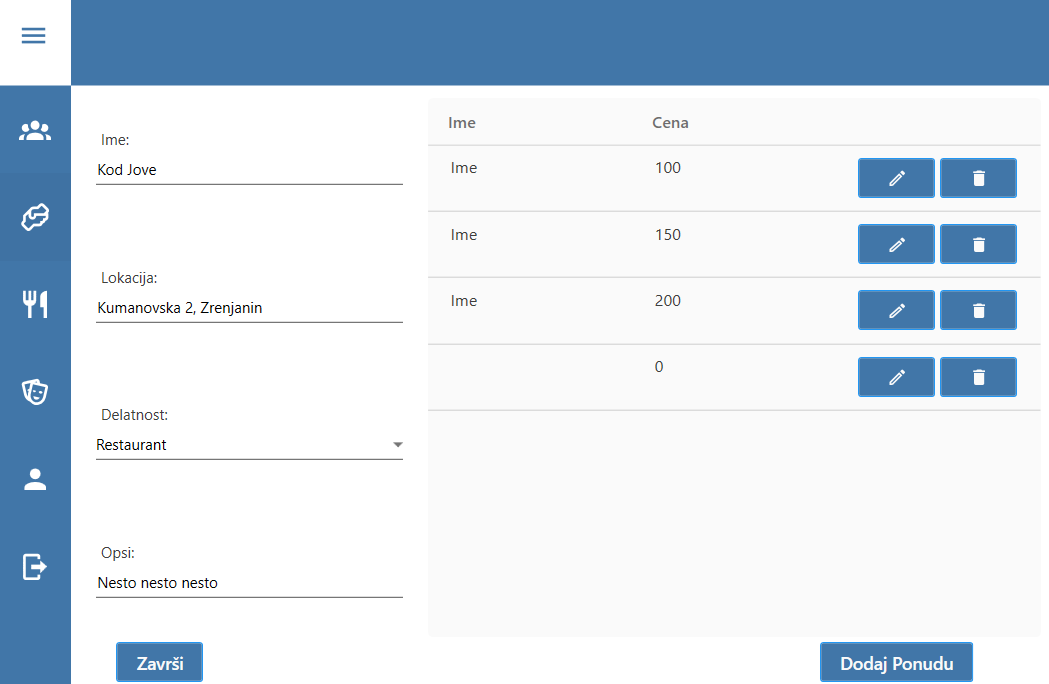 Ime:
Kod Jove
Lokacija:
Kumanovska 2, Zrenjanin
Delatnost:
Restaurant
Opsi:
Nesto nesto nesto
Završi
Ime Cena
Ime 100
Ime 150
Ime 200
0
Dodaj Ponudu